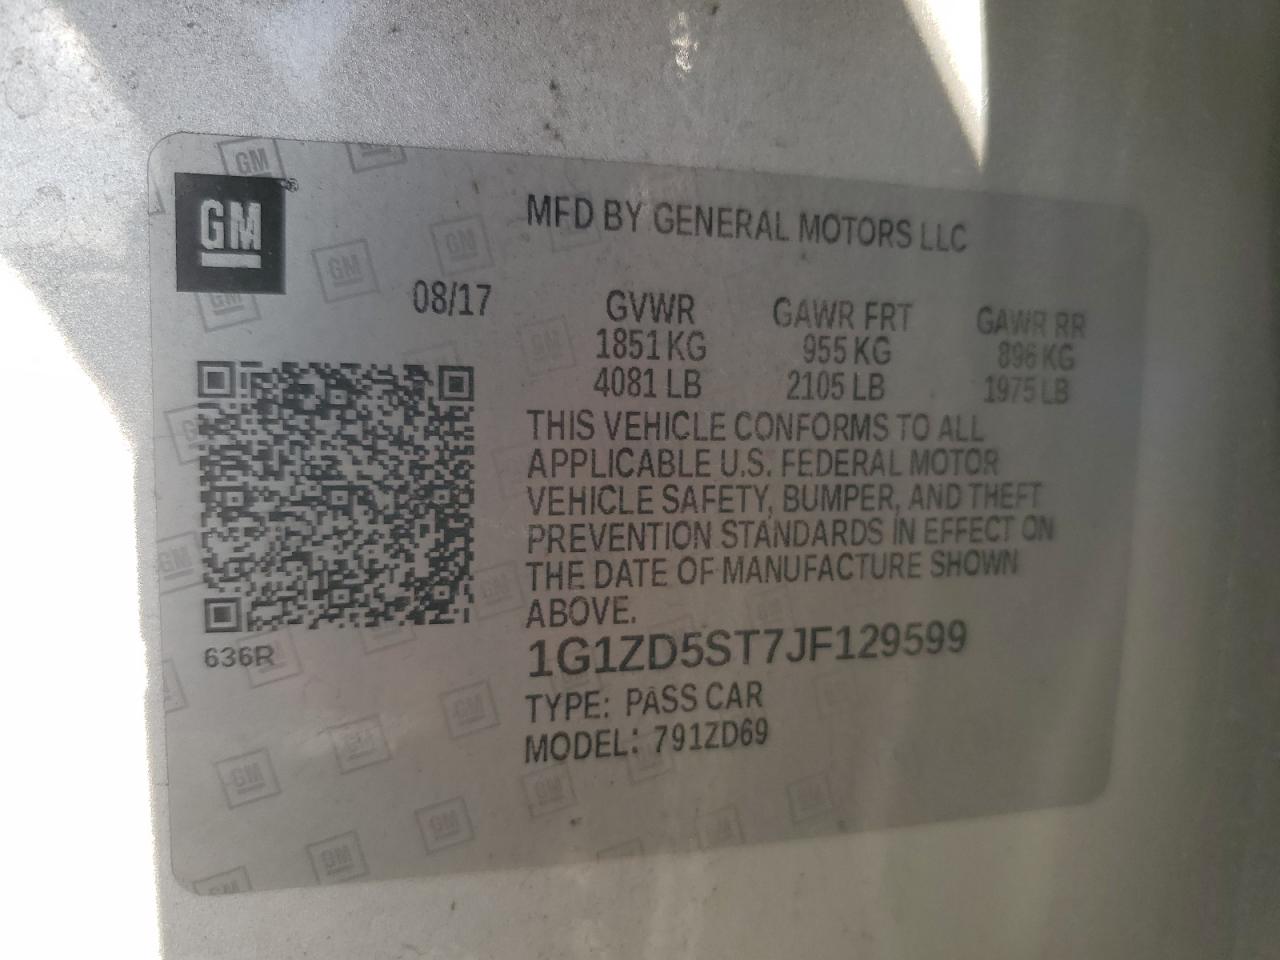 GM
MFD BY GENERAL MOTORS LLC
08/17
GVWR GAWR FRT GAWR RR
1851 KG 955 KG 896 KG
4081 LB 2105 LB 1975 LB
THIS VEHICLE CONFORMS TO ALL
APPLICABLE U.S. FEDERAL MOTOR
VEHICLE SAFETY, BUMPER, AND THEFT
PREVENTION STANDARDS IN EFFECT ON
THE DATE OF MANUFACTURE SHOWN
ABOVE.
636R
1G1ZD5ST7JF129599
TYPE: PASS CAR
MODEL: 791ZD69